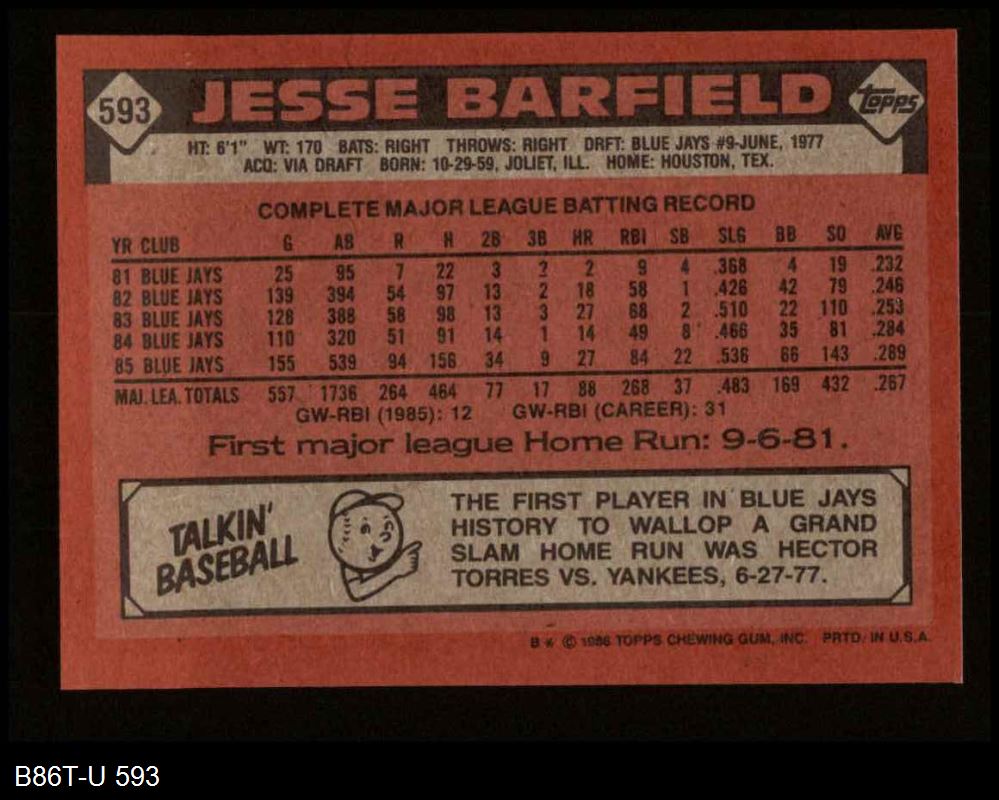 593 JESSE BARFIELD topps
HT: 6'1" WT: 170 BATS: RIGHT THROWS: RIGHT DRFT: BLUE JAYS #9-JUNE, 1977
ACQ: VIA DRAFT BORN: 10-29-59, JOLIET, ILL. HOME: HOUSTON, TEX.
COMPLETE MAJOR LEAGUE BATTING RECORD
YR CLUB G AB R H 2B 3B HR RBI SB SLG BB SO AVG
81 BLUE JAYS 25 95 7 22 3 2 2 9 4 .368 4 19 .232
82 BLUE JAYS 139 394 54 97 13 2 18 58 1 .426 42 79 .246
83 BLUE JAYS 128 388 58 98 13 3 27 68 2 .510 22 110 .253
84 BLUE JAYS 110 320 51 91 14 1 14 49 8 .466 35 81 .284
85 BLUE JAYS 155 539 94 156 34 9 27 84 22 .536 66 143 .289
MAJ. LEA. TOTALS 557 1736 264 464 77 17 88 268 37 .483 169 432 .267
GW-RBI (1985): 12 GW-RBI (CAREER): 31
First major league Home Run: 9-6-81.
TALKIN'
BASEBALL
THE FIRST PLAYER IN BLUE JAYS
HISTORY TO WALLOP A GRAND
SLAM HOME RUN WAS HECTOR
TORRES VS. YANKEES, 6-27-77.
B * © 1986 TOPPS CHEWING GUM, INC. PRTD. IN U.S.A.
B86T-U 593